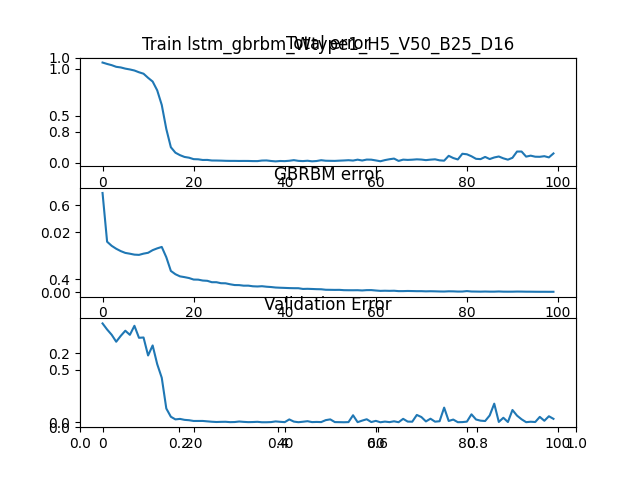 Train lstm_gbrbm_Wtype1_H5_V50_B25_D16
Total error
1.0
1.0
0.5
0.8
0.0
0 20 40 60 80 100
GBRBM error
0.6
0.02
0.4
0.00
0 20 40 60 80 100
Validation Error
0.2
0.5
0.0
0.0
0.0 0 0.2 20 0.4 40 0.6 60 80 0.8 100 1.0